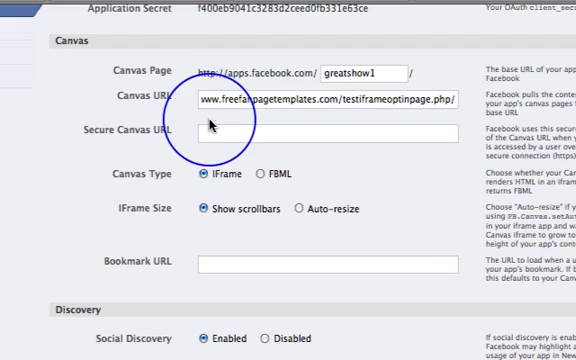 Application Secret f400eb9041c3283d2ceed0fb331e63ce Your OAuth client_
Canvas
Canvas Page http://apps.facebook.com/ greatshow1 / The base URL of your app
Facebook
Canvas URL www.freefanpagetemplates.com/testiframeoptinpage.php/ Facebook pulls the conten
your app's canvas pages f
base URL
Secure Canvas URL Facebook uses this secure
of the Canvas URL when y
is accessed by a user ove
secure connection (https)
Canvas Type IFrame FBML Choose whether your Can
renders HTML in an ifram
returns FBML
IFrame Size Show scrollbars Auto-resize Choose "Auto-resize" if y
using FB.Canvas.setAut
in your iframe app and wa
Canvas iframe to grow to
height of your app's cont
Bookmark URL The URL to load when a u
your app's bookmark. If b
this defaults to your Canv
Discovery
Social Discovery Enabled Disabled If social discovery is enab
Facebook may highlight a
usage of your app in New